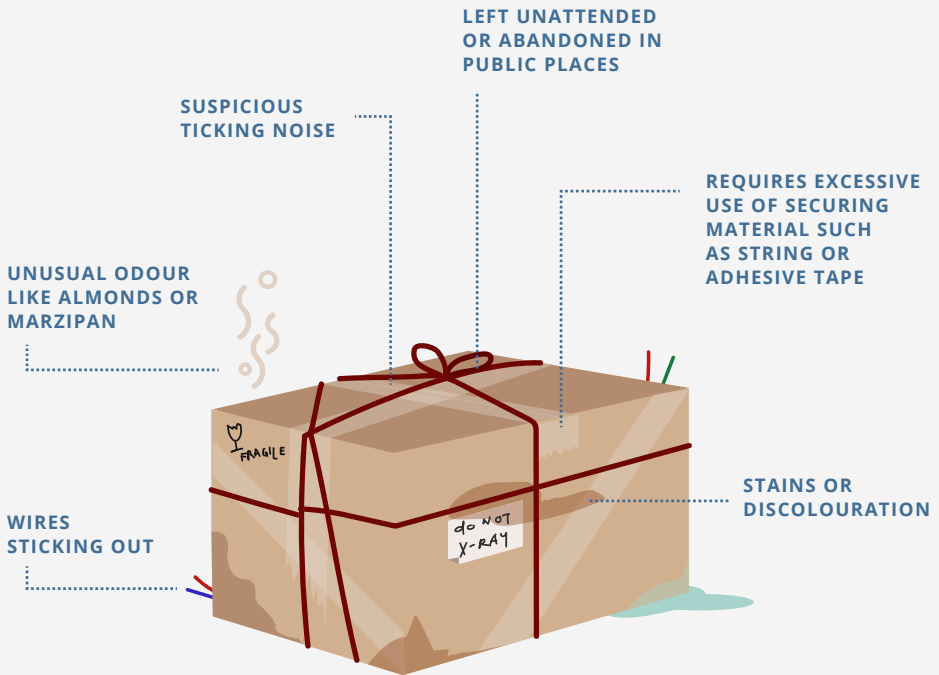 LEFT UNATTENDED
OR ABANDONED IN
PUBLIC PLACES
SUSPICIOUS
TICKING NOISE
REQUIRES EXCESSIVE
USE OF SECURING
MATERIAL SUCH
AS STRING OR
ADHESIVE TAPE
UNUSUAL ODOUR
LIKE ALMONDS OR
MARZIPAN
FRAGILE
STAINS OR
DISCOLOURATION
WIRES
STICKING OUT
do NOT
X-RAY